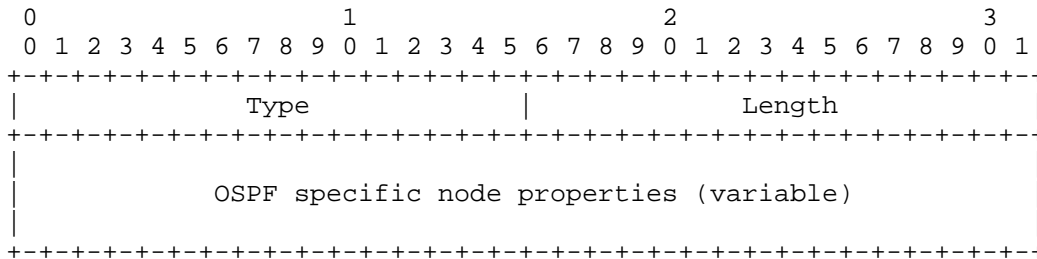 0                   1                   2                   3
 0 1 2 3 4 5 6 7 8 9 0 1 2 3 4 5 6 7 8 9 0 1 2 3 4 5 6 7 8 9 0 1
+-+-+-+-+-+-+-+-+-+-+-+-+-+-+-+-+-+-+-+-+-+-+-+-+-+-+-+-+-+-+-+--
|              Type             |             Length
+-+-+-+-+-+-+-+-+-+-+-+-+-+-+-+-+-+-+-+-+-+-+-+-+-+-+-+-+-+-+-+--
|
|            OSPF specific node properties (variable)
|
+-+-+-+-+-+-+-+-+-+-+-+-+-+-+-+-+-+-+-+-+-+-+-+-+-+-+-+-+-+-+-+--